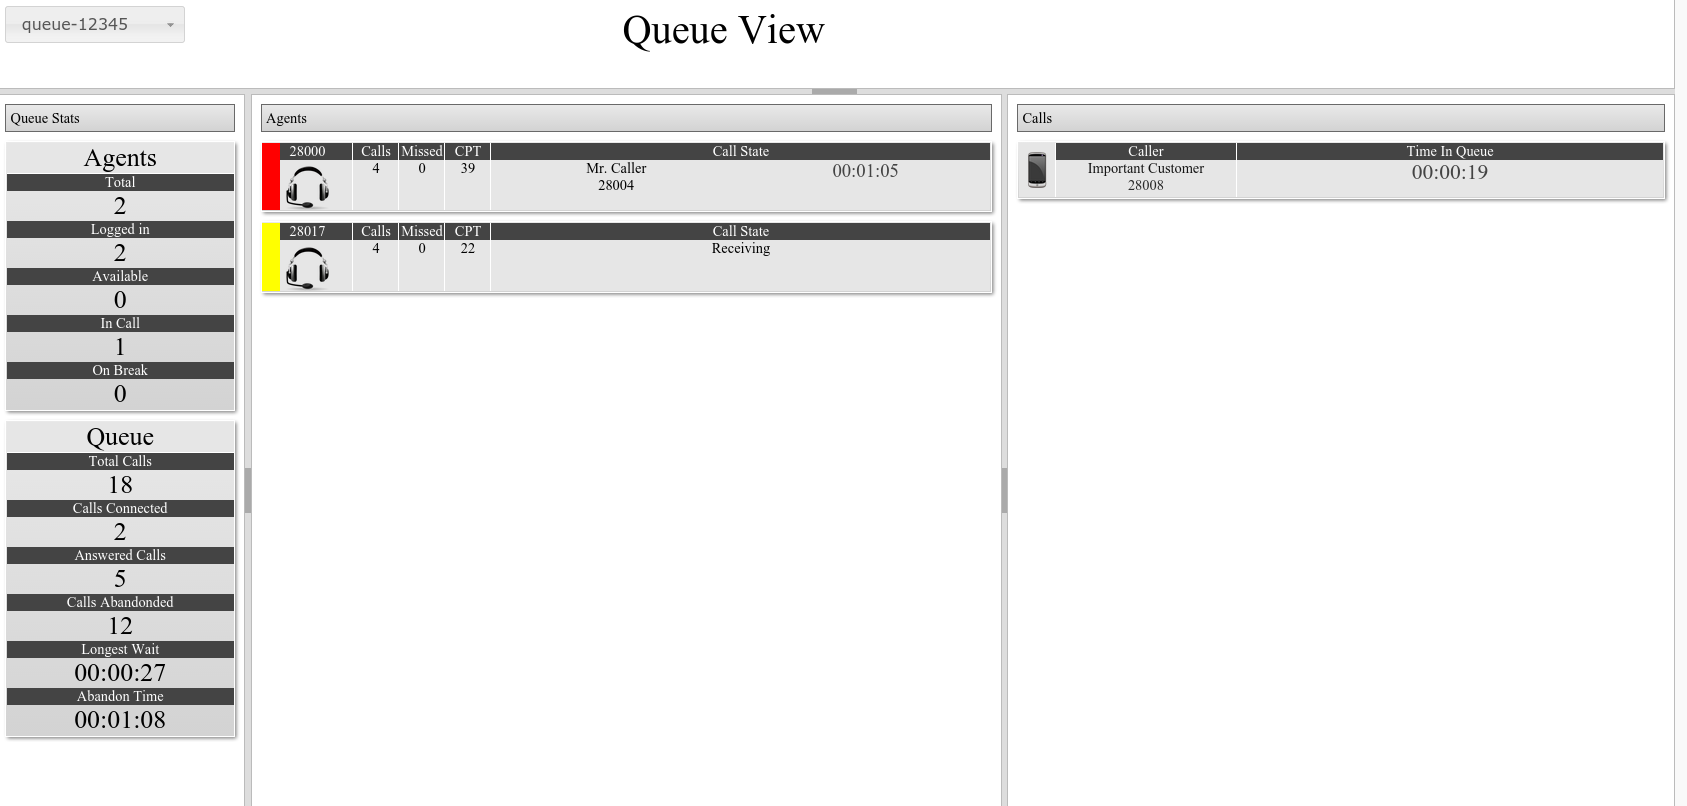 queue-12345
Queue View
Queue Stats
Agents
Total
2
Logged in
2
Available
0
In Call
1
On Break
0
Queue
Total Calls
18
Calls Connected
2
Answered Calls
5
Calls Abandonded
12
Longest Wait
00:00:27
Abandon Time
00:01:08
Agents
28000 Calls Missed CPT Call State
4 0 39 Mr. Caller 00:01:05
28004
28017 Calls Missed CPT Call State
4 0 22 Receiving
Calls
Caller Time In Queue
Important Customer 00:00:19
28008